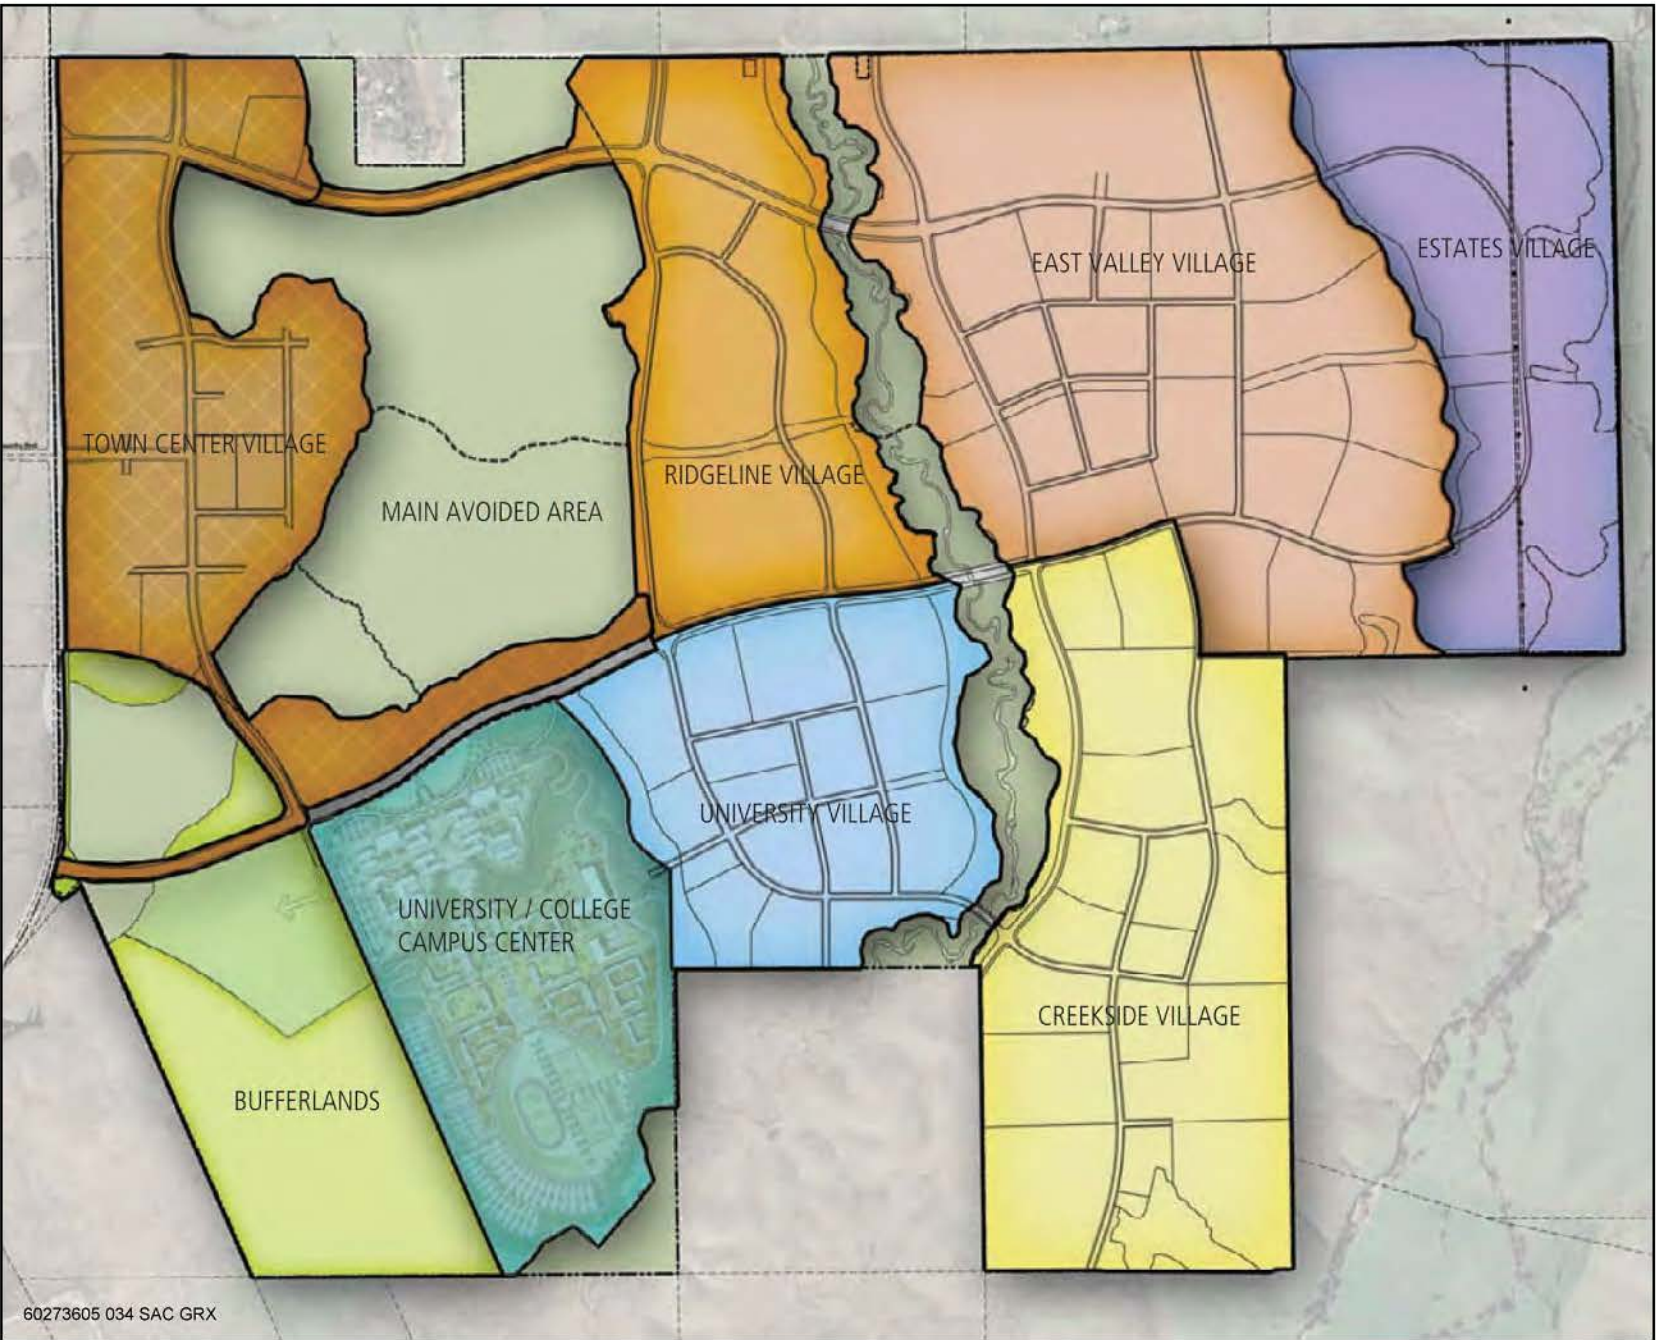 EAST VALLEY VILLAGE
ESTATES VILLAGE
TOWN CENTER VILLAGE
RIDGELINE VILLAGE
MAIN AVOIDED AREA
UNIVERSITY VILLAGE
UNIVERSITY / COLLEGE
CAMPUS CENTER
CREEKSIDE VILLAGE
BUFFERLANDS
60273605 034 SAC GRX